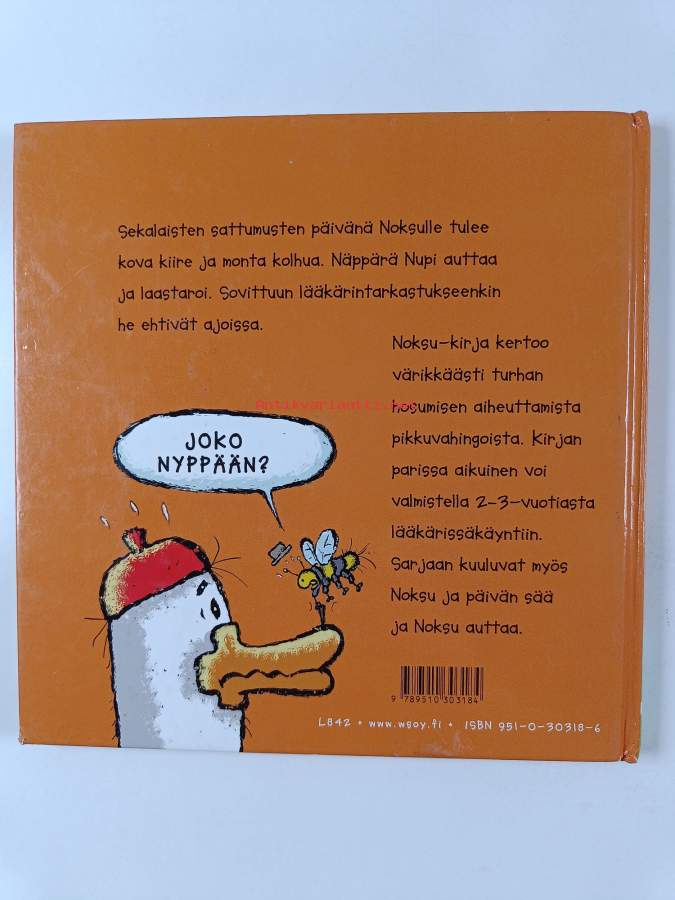 Sekalaisten sattumusten päivänä Noksulle tulee
kova kiire ja monta kolhua. Näppärä Nupi auttaa
ja laastaroi. Sovittuun lääkärintarkastukseenkin
he ehtivät ajoissa.
Noksu-kirja kertoo
värikkäästi turhan
Antikvariaatti.net
hosumisen aiheuttamista
pikkuvahingoista. Kirjan
parissa aikuinen voi
valmistella 2-3-vuotiasta
lääkärissäkäyntiin.
Sarjaan kuuluvat myös
Noksu ja päivän sää
ja Noksu auttaa.
JOKO
NYPPÄÄN?
9 789510 303184
L842 • www.wsoy.fi • ISBN 951-0-30318-6